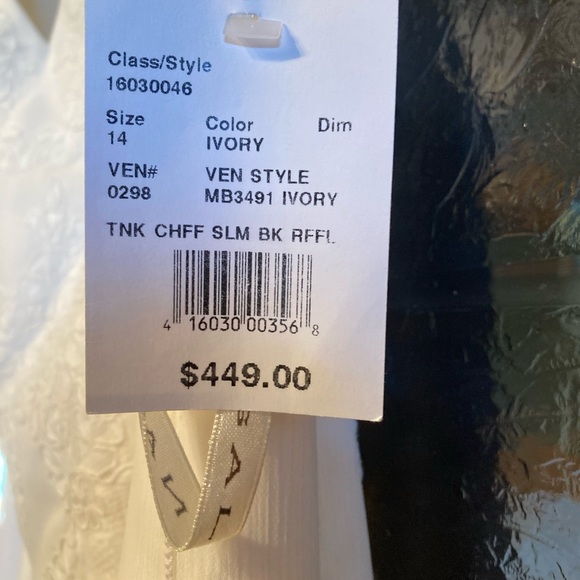 Class/Style
16030046
Size Color Dim
14 IVORY
VEN# VEN STYLE
0298 MB3491 IVORY
TNK CHFF SLM BK RFFL
4 16030 00356 8
$449.00